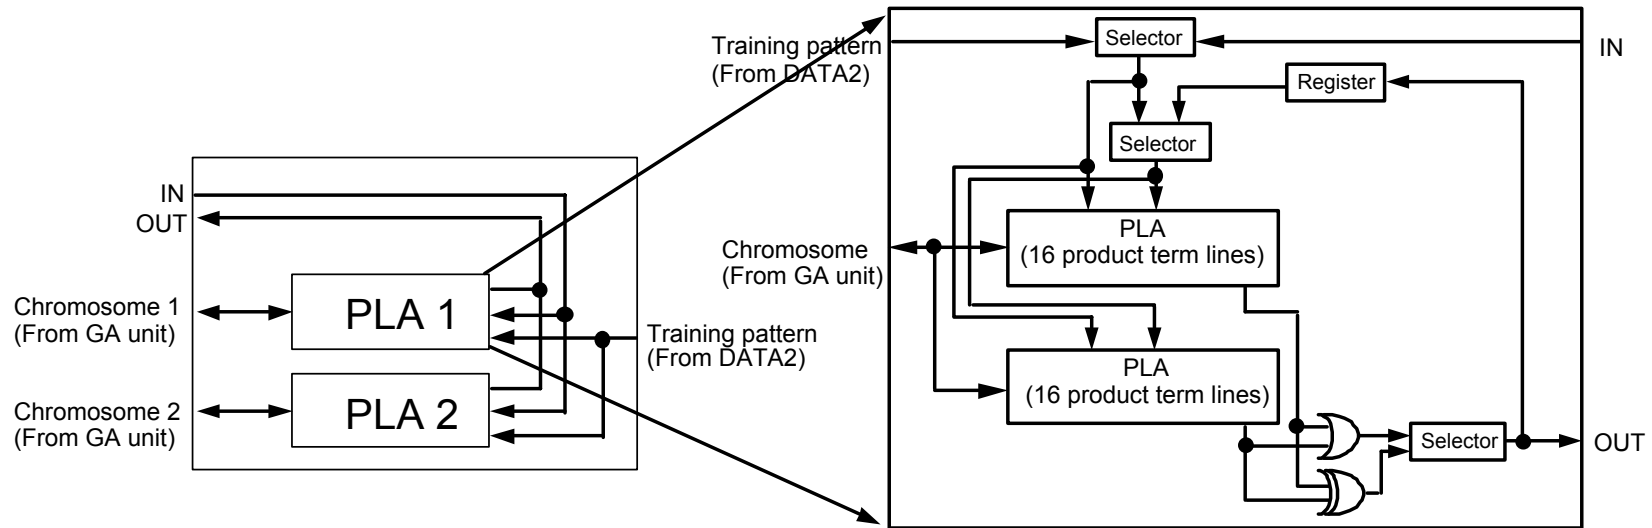 IN
OUT
Chromosome 1
(From GA unit)
PLA 1
Training pattern
(From DATA2)
Chromosome 2
(From GA unit)
PLA 2
Training pattern
(From DATA2)
Selector
IN
Register
Selector
PLA
(16 product term lines)
Chromosome
(From GA unit)
PLA
(16 product term lines)
Selector
OUT